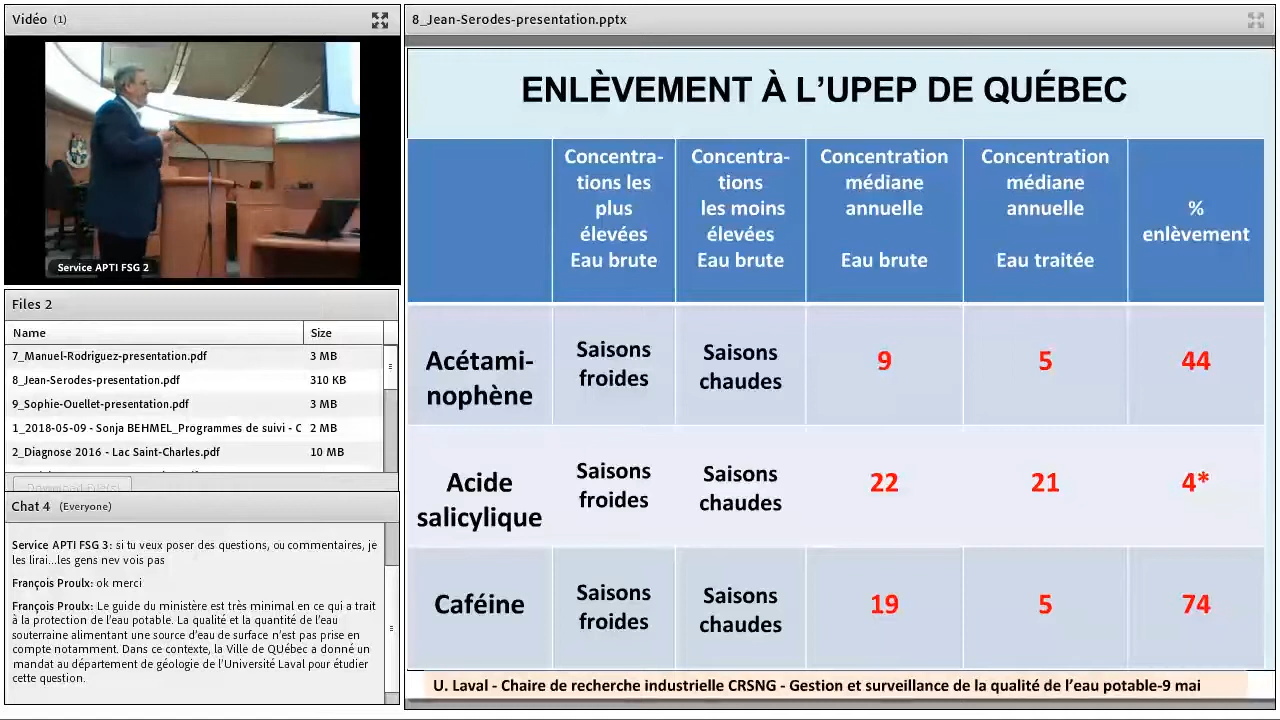 Vidéo (1)
Service APTI FSG 2
Files 2
Name Size
7_Manuel-Rodriguez-presentation.pdf 3 MB
8_Jean-Serodes-presentation.pdf 310 KB
9_Sophie-Ouellet-presentation.pdf 3 MB
1_2018-05-09 - Sonja BEHMEL_Programmes de suivi - C 2 MB
2_Diagnose 2016 - Lac Saint-Charles.pdf 10 MB
Download File(s)
Chat 4 (Everyone)
Service APTI FSG 3: si tu veux poser des questions, ou commentaires, je
les lirai...les gens nev vois pas
François Proulx: ok merci
François Proulx: Le guide du ministère est très minimal en ce qui a trait
à la protection de l'eau potable. La qualité et la quantité de l'eau
souterraine alimentant une source d'eau de surface n'est pas prise en
compte notamment. Dans ce contexte, la Ville de QUébec a donné un
mandat au département de géologie de l'Université Laval pour étudier
cette question.
8_Jean-Serodes-presentation.pptx
ENLÈVEMENT À L'UPEP DE QUÉBEC
Concentra-
tions les
plus
élevées
Eau brute
Concentra-
tions
les moins
élevées
Eau brute
Concentration
médiane
annuelle
Eau brute
Concentration
médiane
annuelle
Eau traitée
%
enlèvement
Acétami-
nophène
Saisons
froides
Saisons
chaudes
9
5
44
Acide
salicylique
Saisons
froides
Saisons
chaudes
22
21
4*
Caféine
Saisons
froides
Saisons
chaudes
19
5
74
U. Laval - Chaire de recherche industrielle CRSNG - Gestion et surveillance de la qualité de l'eau potable-9 mai